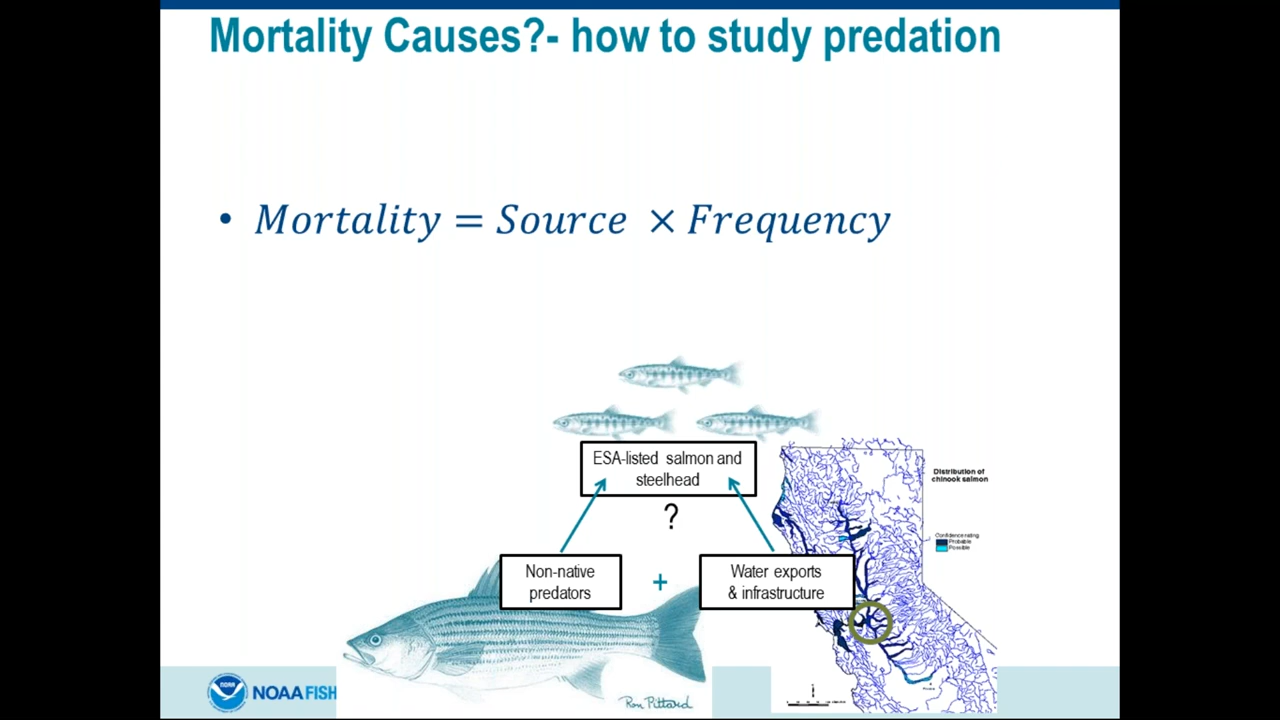 Mortality Causes?- how to study predation
• Mortality = Source × Frequency
ESA-listed salmon and
steelhead
?
Non-native
predators
+
Water exports
& infrastructure
Distribution of
chinook salmon
Confidence rating
Probable
Possible
NOAA
NOAA FISH
Ron Pittard